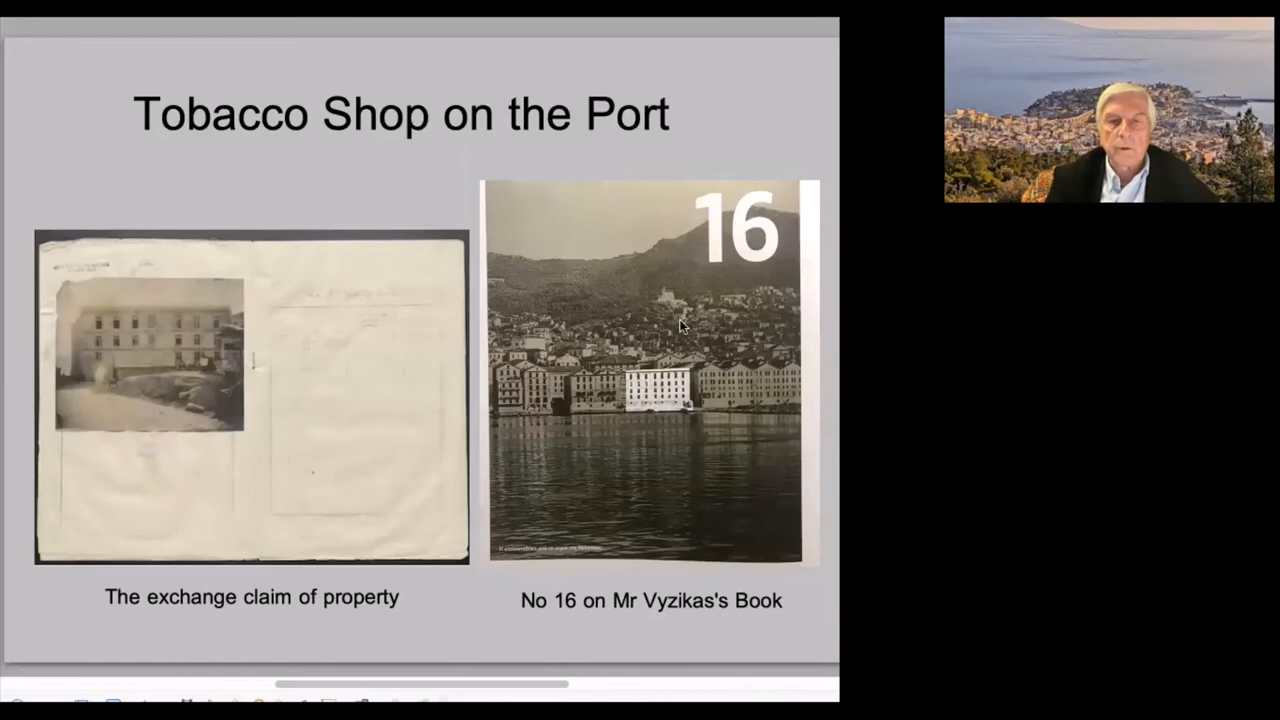 Tobacco Shop on the Port
16
The exchange claim of property
No 16 on Mr Vyzikas's Book